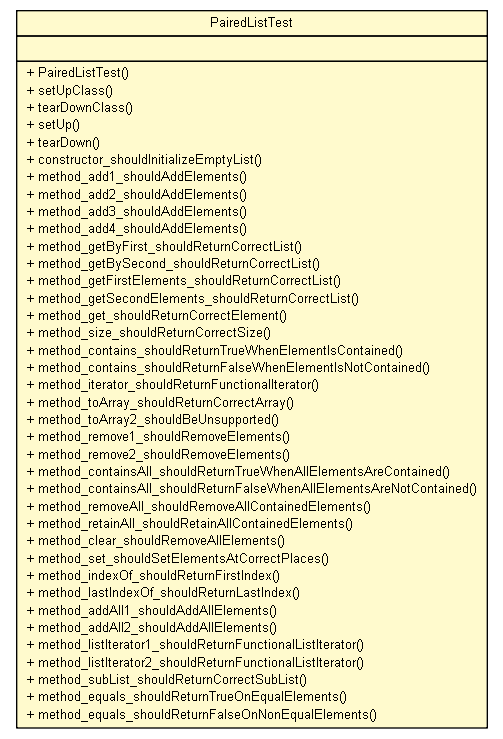 PairedListTest
+ PairedListTest()
+ setUpClass()
+ tearDownClass()
+ setUp()
+ tearDown()
+ constructor_shouldInitializeEmptyList()
+ method_add1_shouldAddElements()
+ method_add2_shouldAddElements()
+ method_add3_shouldAddElements()
+ method_add4_shouldAddElements()
+ method_getByFirst_shouldReturnCorrectList()
+ method_getBySecond_shouldReturnCorrectList()
+ method_getFirstElements_shouldReturnCorrectList()
+ method_getSecondElements_shouldReturnCorrectList()
+ method_get_shouldReturnCorrectElement()
+ method_size_shouldReturnCorrectSize()
+ method_contains_shouldReturnTrueWhenElementIsContained()
+ method_contains_shouldReturnFalseWhenElementIsNotContained()
+ method_iterator_shouldReturnFunctionalIterator()
+ method_toArray_shouldReturnCorrectArray()
+ method_toArray2_shouldBeUnsupported()
+ method_remove1_shouldRemoveElements()
+ method_remove2_shouldRemoveElements()
+ method_containsAll_shouldReturnTrueWhenAllElementsAreContained()
+ method_containsAll_shouldReturnFalseWhenAllElementsAreNotContained()
+ method_removeAll_shouldRemoveAllContainedElements()
+ method_retainAll_shouldRetainAllContainedElements()
+ method_clear_shouldRemoveAllElements()
+ method_set_shouldSetElementsAtCorrectPlaces()
+ method_indexOf_shouldReturnFirstIndex()
+ method_lastIndexOf_shouldReturnLastIndex()
+ method_addAll1_shouldAddAllElements()
+ method_addAll2_shouldAddAllElements()
+ method_listIterator1_shouldReturnFunctionalListIterator()
+ method_listIterator2_shouldReturnFunctionalListIterator()
+ method_subList_shouldReturnCorrectSubList()
+ method_equals_shouldReturnTrueOnEqualElements()
+ method_equals_shouldReturnFalseOnNonEqualElements()